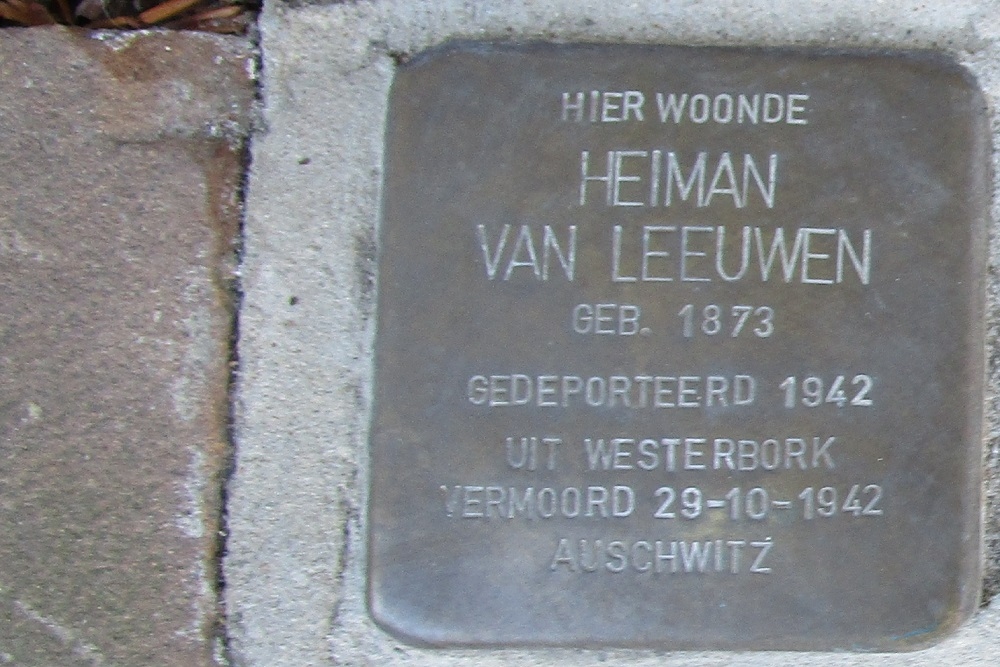 HIER WOONDE
HEIMAN
VAN LEEUWEN
GEB. 1873
GEDEPORTEERD 1942
UIT WESTERBORK
VERMOORD 29-10-1942
AUSCHWITZ